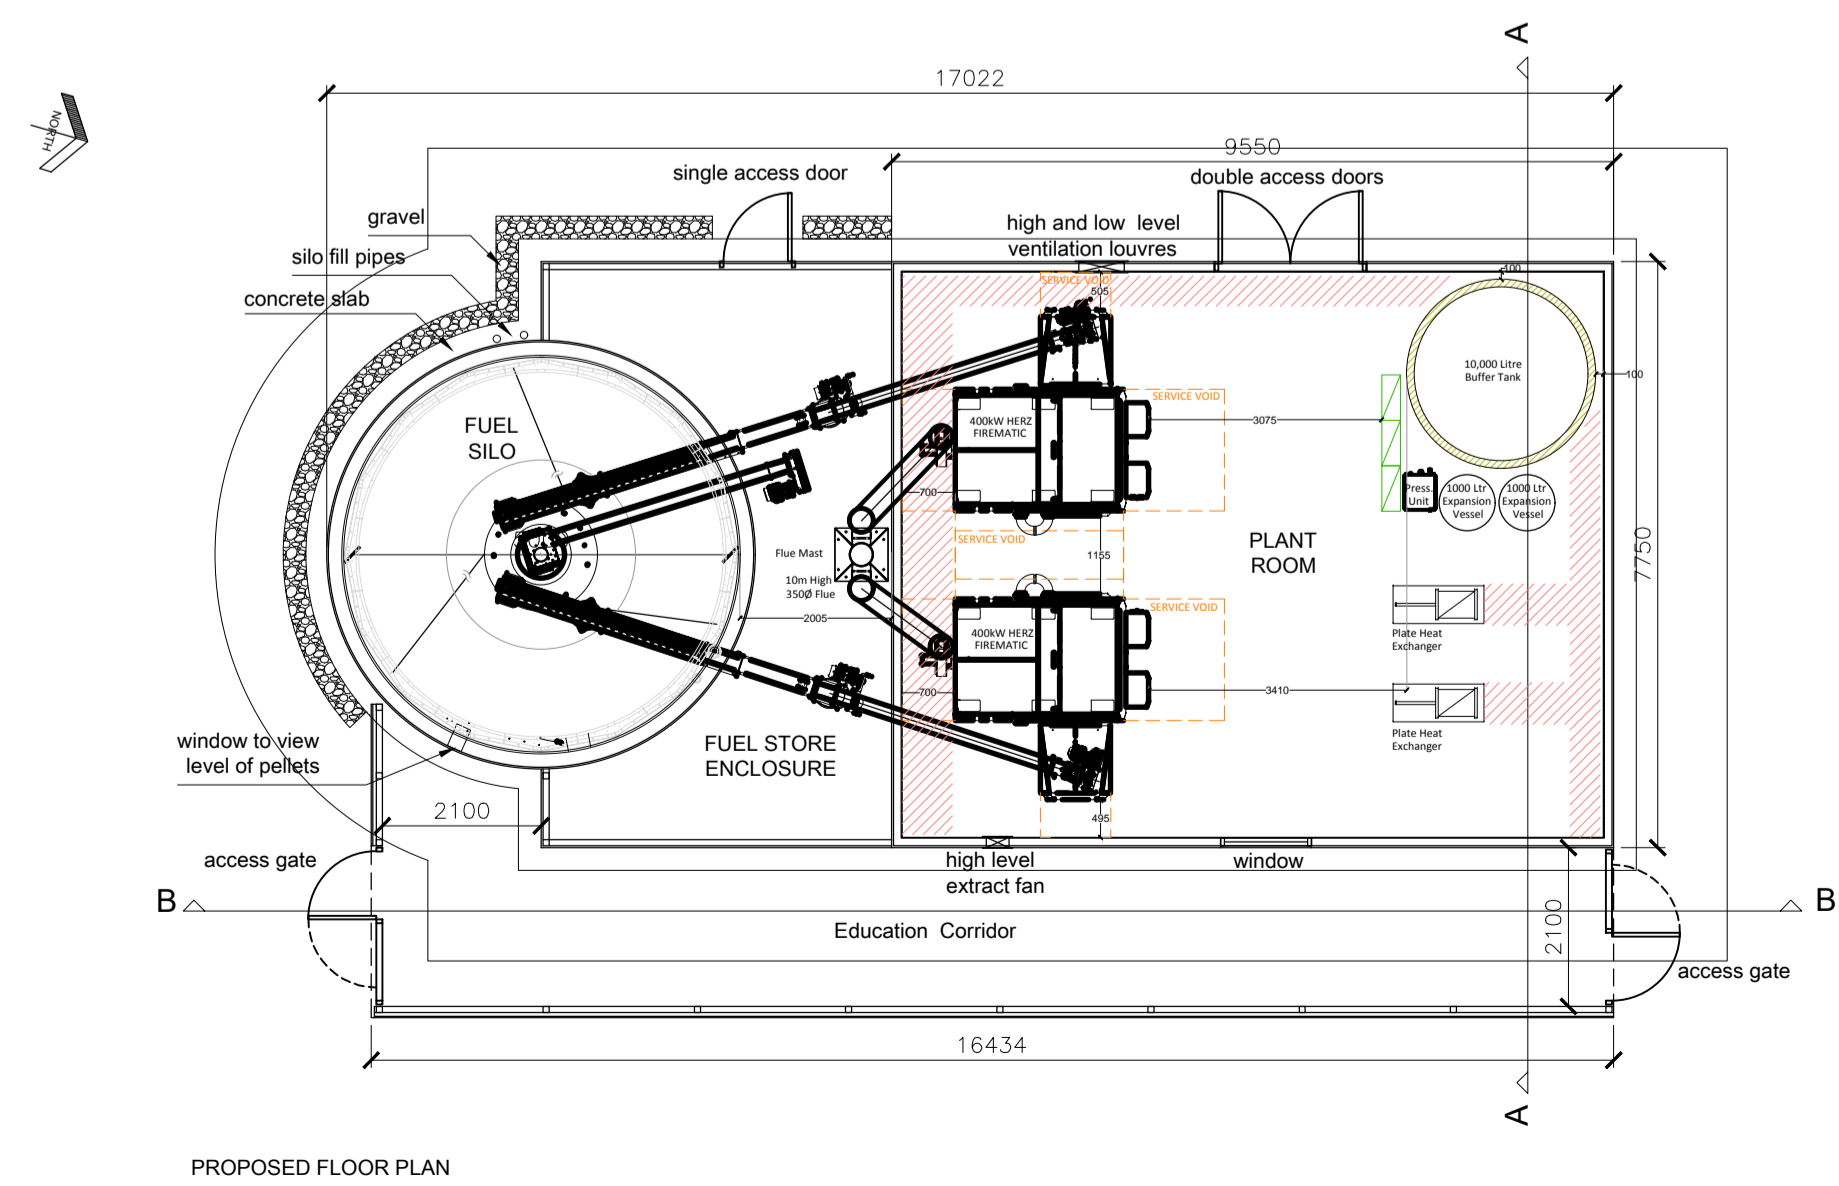 A
17022
NORTH
9550
single access door
double access doors
gravel
high and low level
ventilation louvres
silo fill pipes
100
SERVICE VOID
505
concrete slab
10,000 Litre
Buffer Tank
100
SERVICE VOID
3075
400kW HERZ
FIREMATIC
FUEL
SILO
700
Press.
Unit
1000 Ltr
Expansion
Vessel
1000 Ltr
Expansion
Vessel
SERVICE VOID
PLANT
ROOM
Flue Mast
1155
7750
10m High
350Ø Flue
SERVICE VOID
2005
400kW HERZ
FIREMATIC
Plate Heat
Exchanger
700
3410
Plate Heat
Exchanger
window to view
level of pellets
FUEL STORE
ENCLOSURE
2100
495
access gate
high level
extract fan
window
B
B
2100
Education Corridor
access gate
16434
A
PROPOSED FLOOR PLAN